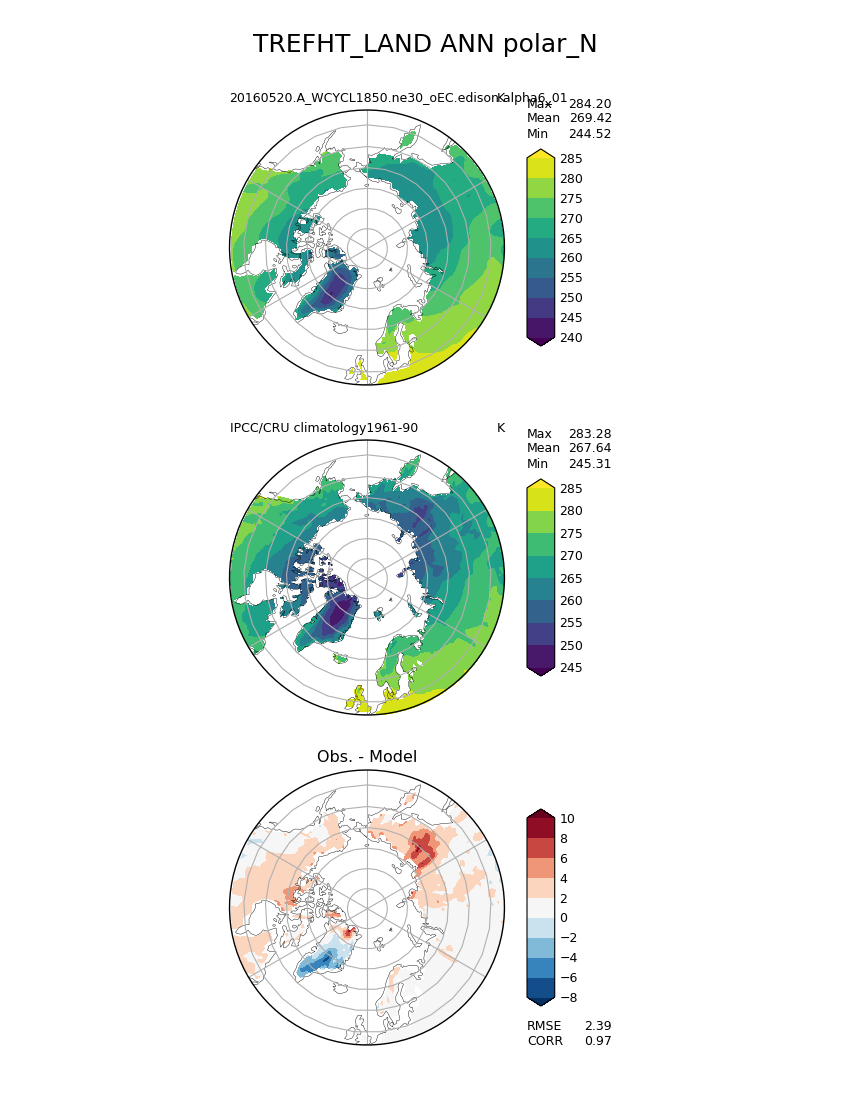 TREFHT_LAND ANN polar_N
20160520.A_WCYCL1850.ne30_oEC.edison.alpha6_01 K
Max 284.20
Mean 269.42
Min 244.52
285
280
275
270
265
260
255
250
245
240
IPCC/CRU climatology1961-90 K
Max 283.28
Mean 267.64
Min 245.31
285
280
275
270
265
260
255
250
245
Obs. - Model
10
8
6
4
2
0
−2
−4
−6
−8
RMSE 2.39
CORR 0.97